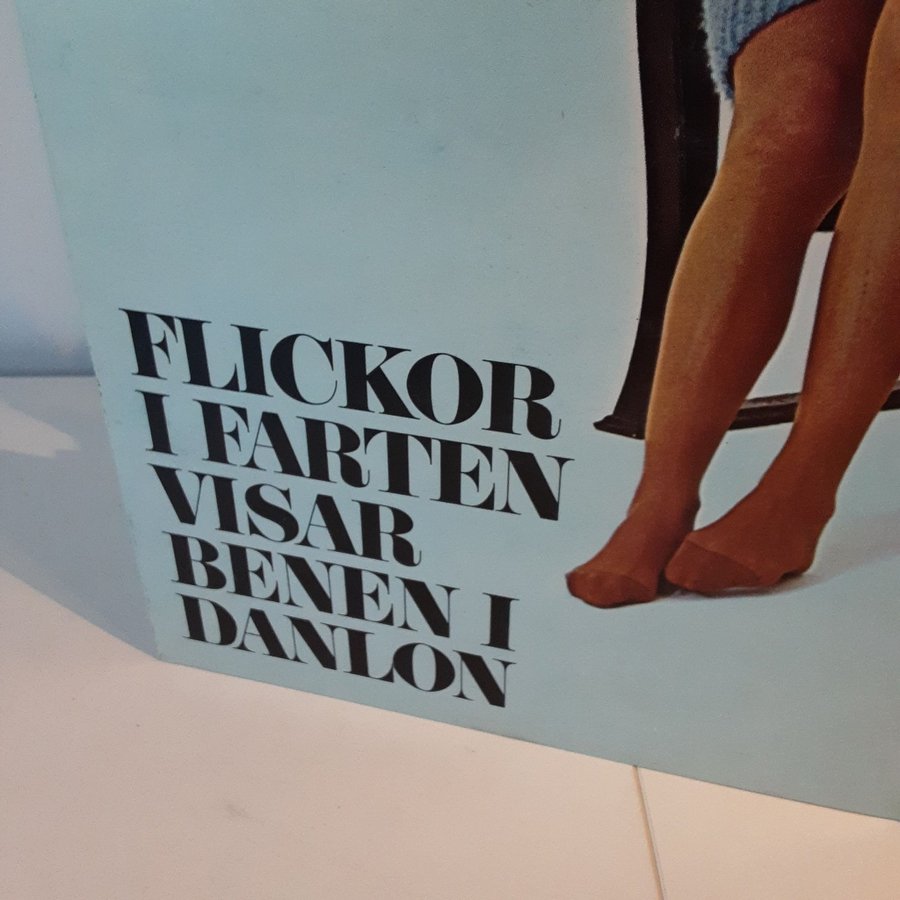 FLICKOR
I FARTEN
VISAR
BENEN I
DANLON